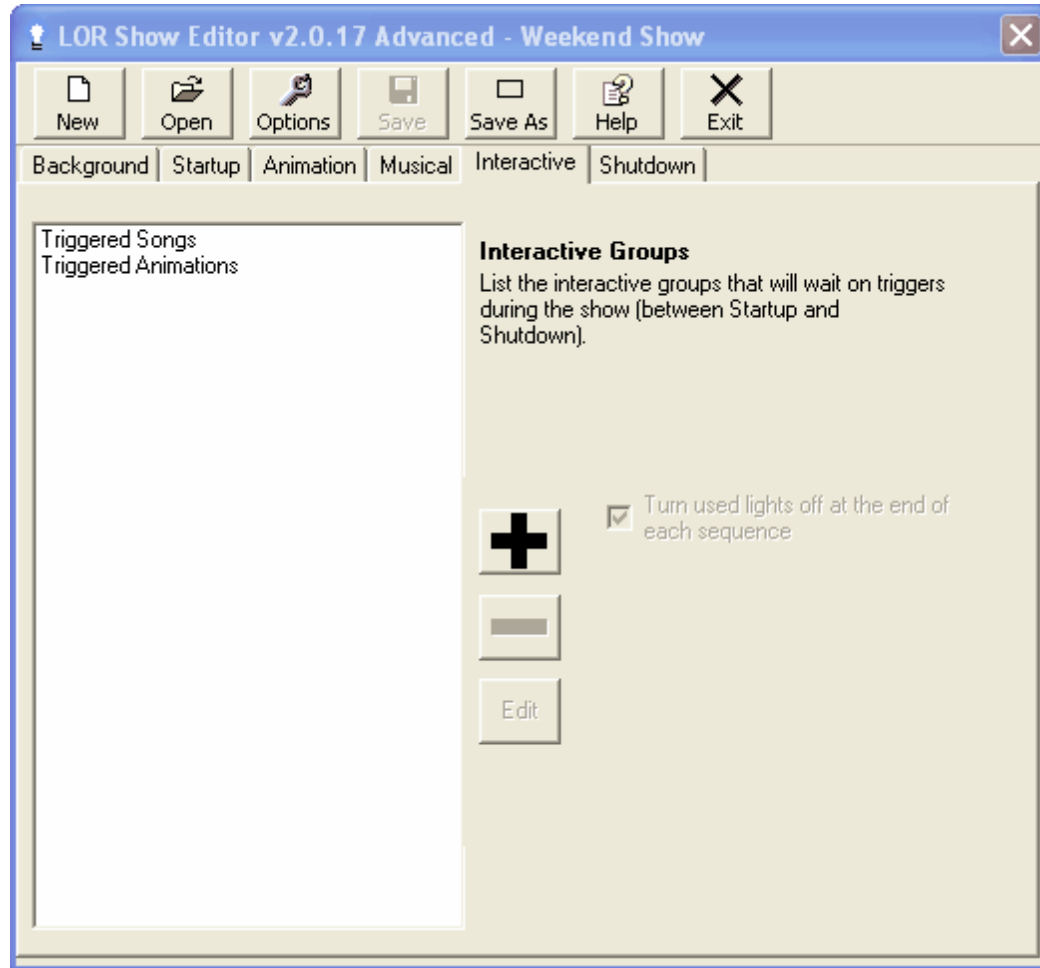 LOR Show Editor v2.0.17 Advanced - Weekend Show
New Open Options Save Save As Help Exit
Background Startup Animation Musical Interactive Shutdown
Triggered Songs
Triggered Animations
Interactive Groups
List the interactive groups that will wait on triggers
during the show (between Startup and
Shutdown).
Turn used lights off at the end of
each sequence
Edit